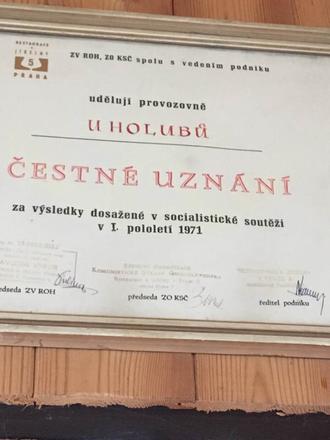 RESTAURACE
A
JÍDELNY
5
PRAHA
ZV ROH, ZO KSČ spolu s vedením podniku
udělují provozovně
U HOLUBŮ
ČESTNÉ UZNÁNÍ
za výsledky dosažené v socialistické soutěži
v I. pololetí 1971
předseda ZV ROH
předseda ZO KSČ
ředitel podniku